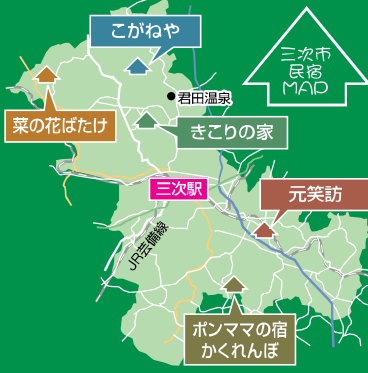 こがねや
三次市
民宿
MAP
君田温泉
菜の花ばたけ
きこりの家
三次駅
元笑訪
JR芸備線
ポンママの宿
かくれんぼ